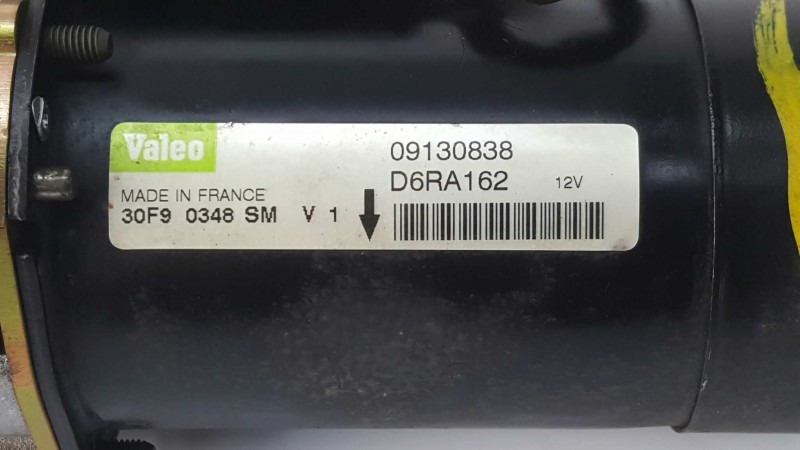 Valeo
09130838
D6RA162 12V
MADE IN FRANCE
30F9 0348 SM V 1